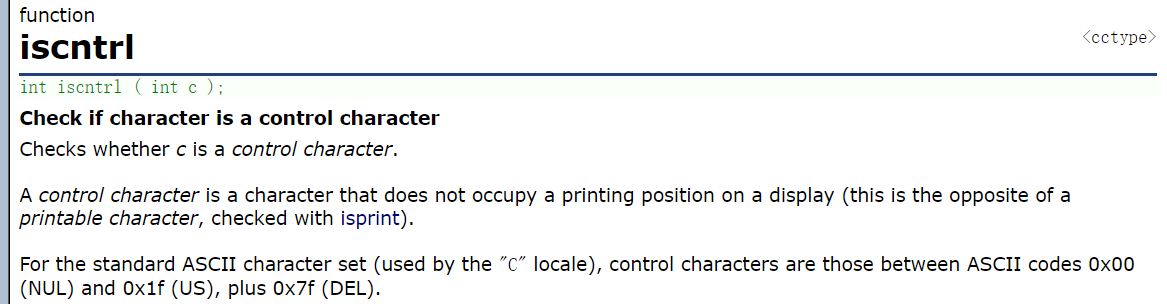 function
iscntrl
<cctype>
int iscntrl ( int c );
Check if character is a control character
Checks whether c is a control character.
A control character is a character that does not occupy a printing position on a display (this is the opposite of a
printable character, checked with isprint).
For the standard ASCII character set (used by the "C" locale), control characters are those between ASCII codes 0x00
(NUL) and 0x1f (US), plus 0x7f (DEL).